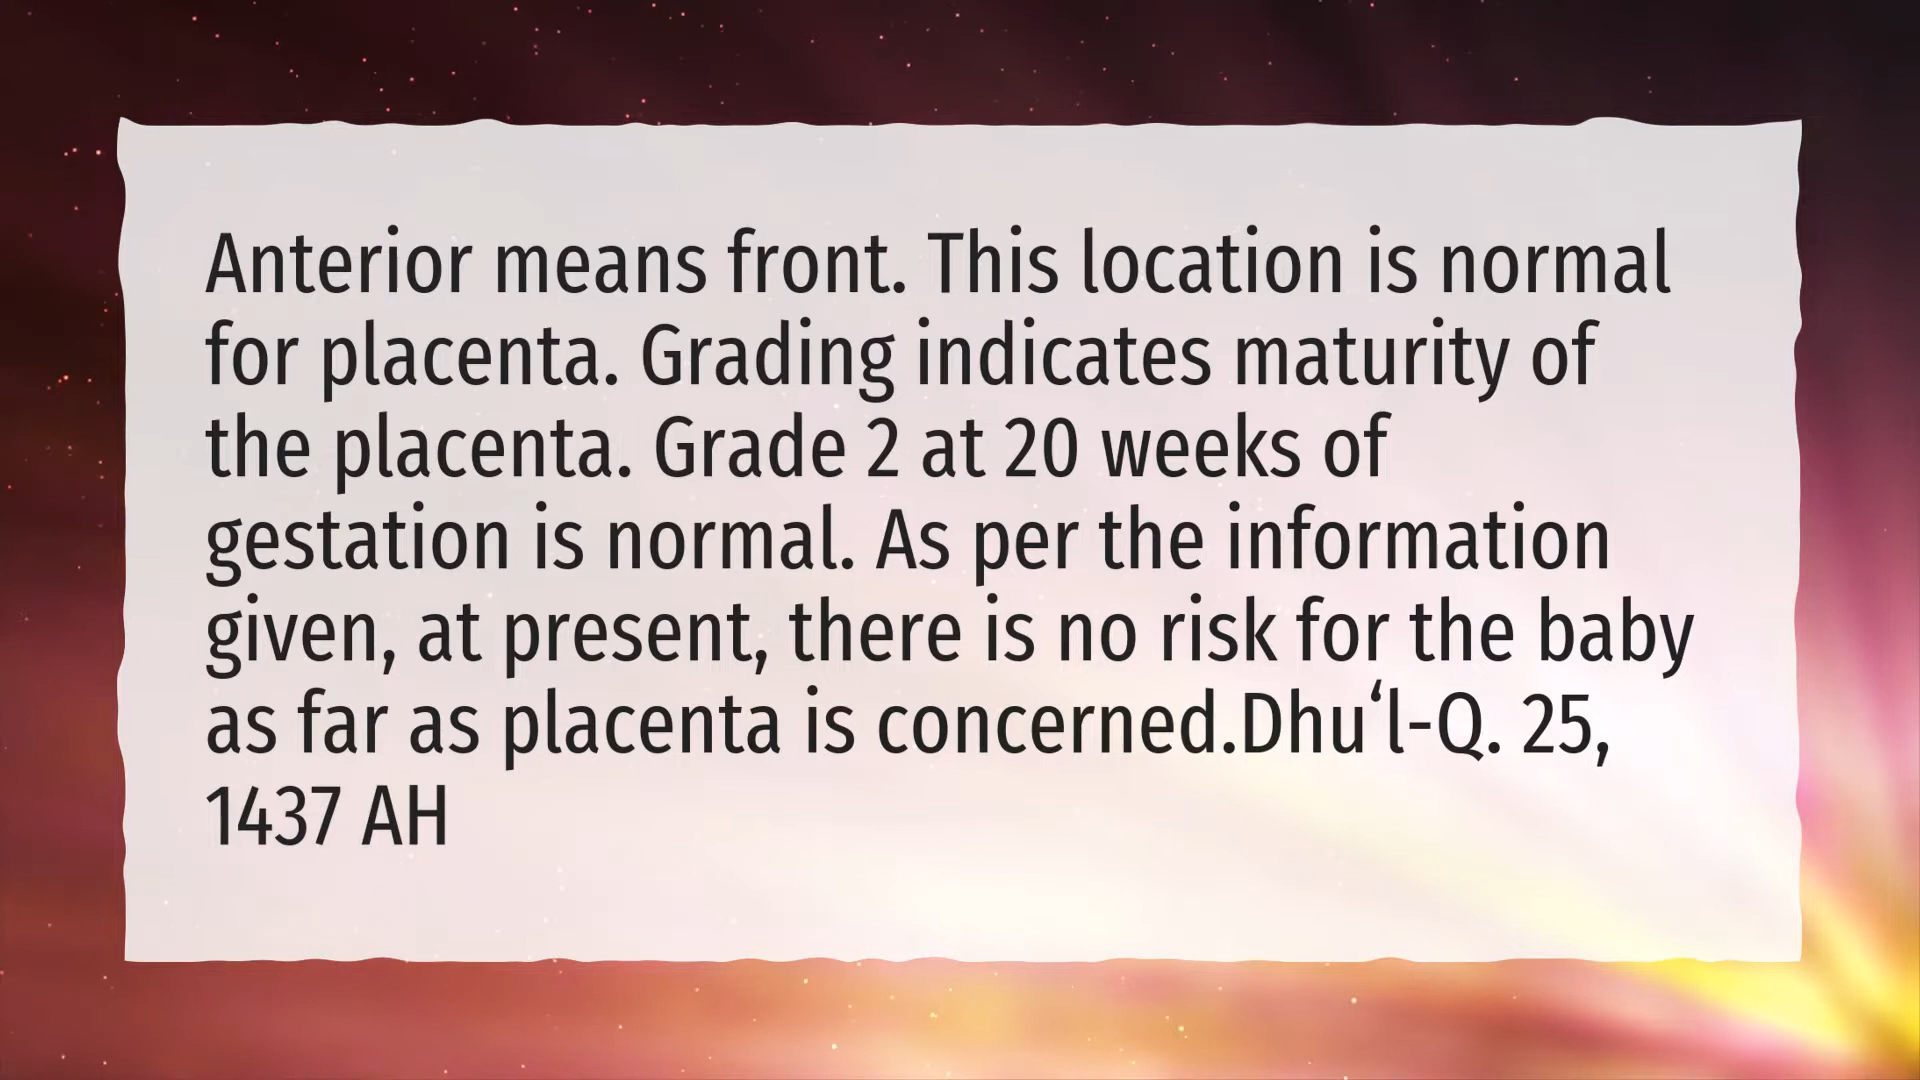 Anterior means front. This location is normal
for placenta. Grading indicates maturity of
the placenta. Grade 2 at 20 weeks of
gestation is normal. As per the information
given, at present, there is no risk for the baby
as far as placenta is concerned.Dhuʻl-Q. 25,
1437 AH